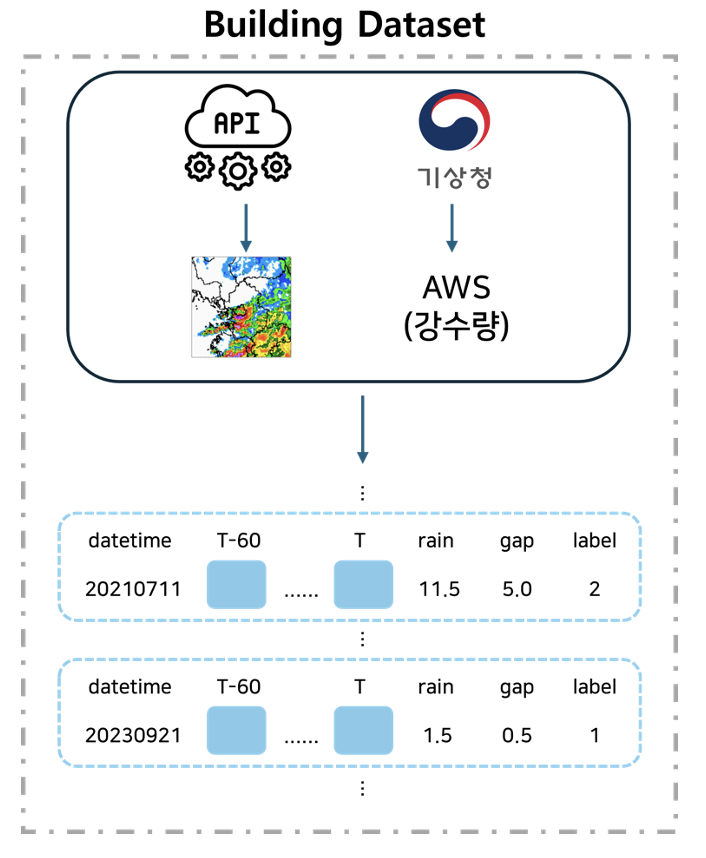 Building Dataset
API
기상청
AWS
(강수량)
⋮
datetime T-60 T rain gap label
20210711 ...... 11.5 5.0 2
⋮
datetime T-60 T rain gap label
20230921 ...... 1.5 0.5 1
⋮